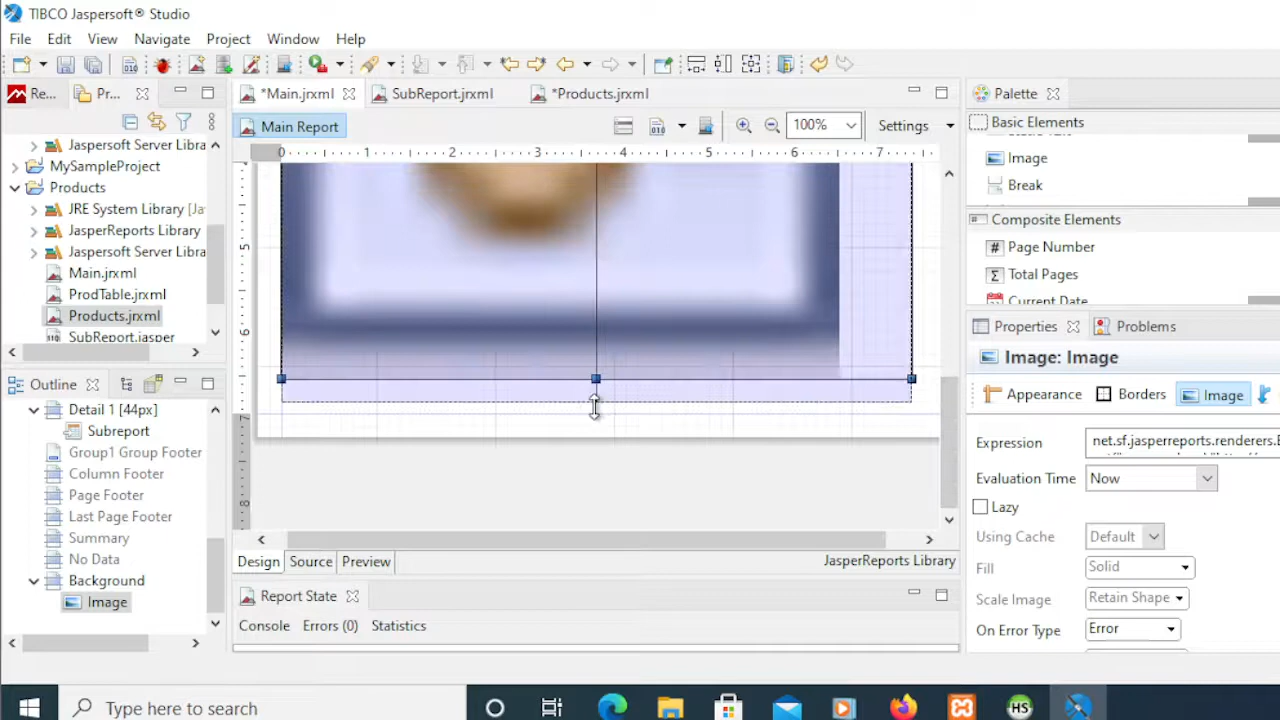 TIBCO Jaspersoft® Studio
File Edit View Navigate Project Window Help
Re... Pr... *Main.jrxml SubReport.jrxml *Products.jrxml Palette
Main Report 100% Settings Basic Elements
0 1 2 3 4 5 6 7
5
6
7
8
Jaspersoft Server Libra
MySampleProject
Products
JRE System Library [Ja
JasperReports Library
Jaspersoft Server Libra
Main.jrxml
ProdTable.jrxml
Products.jrxml
SubReport.jasper
Image
Break
Composite Elements
Page Number
Total Pages
Current Date
Outline
Detail 1 [44px]
Subreport
Group1 Group Footer
Column Footer
Page Footer
Last Page Footer
Summary
No Data
Background
Image
Properties Problems
Image: Image
Appearance Borders Image
Expression net.sf.jasperreports.renderers.
Evaluation Time Now
Lazy
Using Cache Default
Fill Solid
Scale Image Retain Shape
On Error Type Error
Design Source Preview JasperReports Library
Report State
Console Errors (0) Statistics
Type here to search
HS